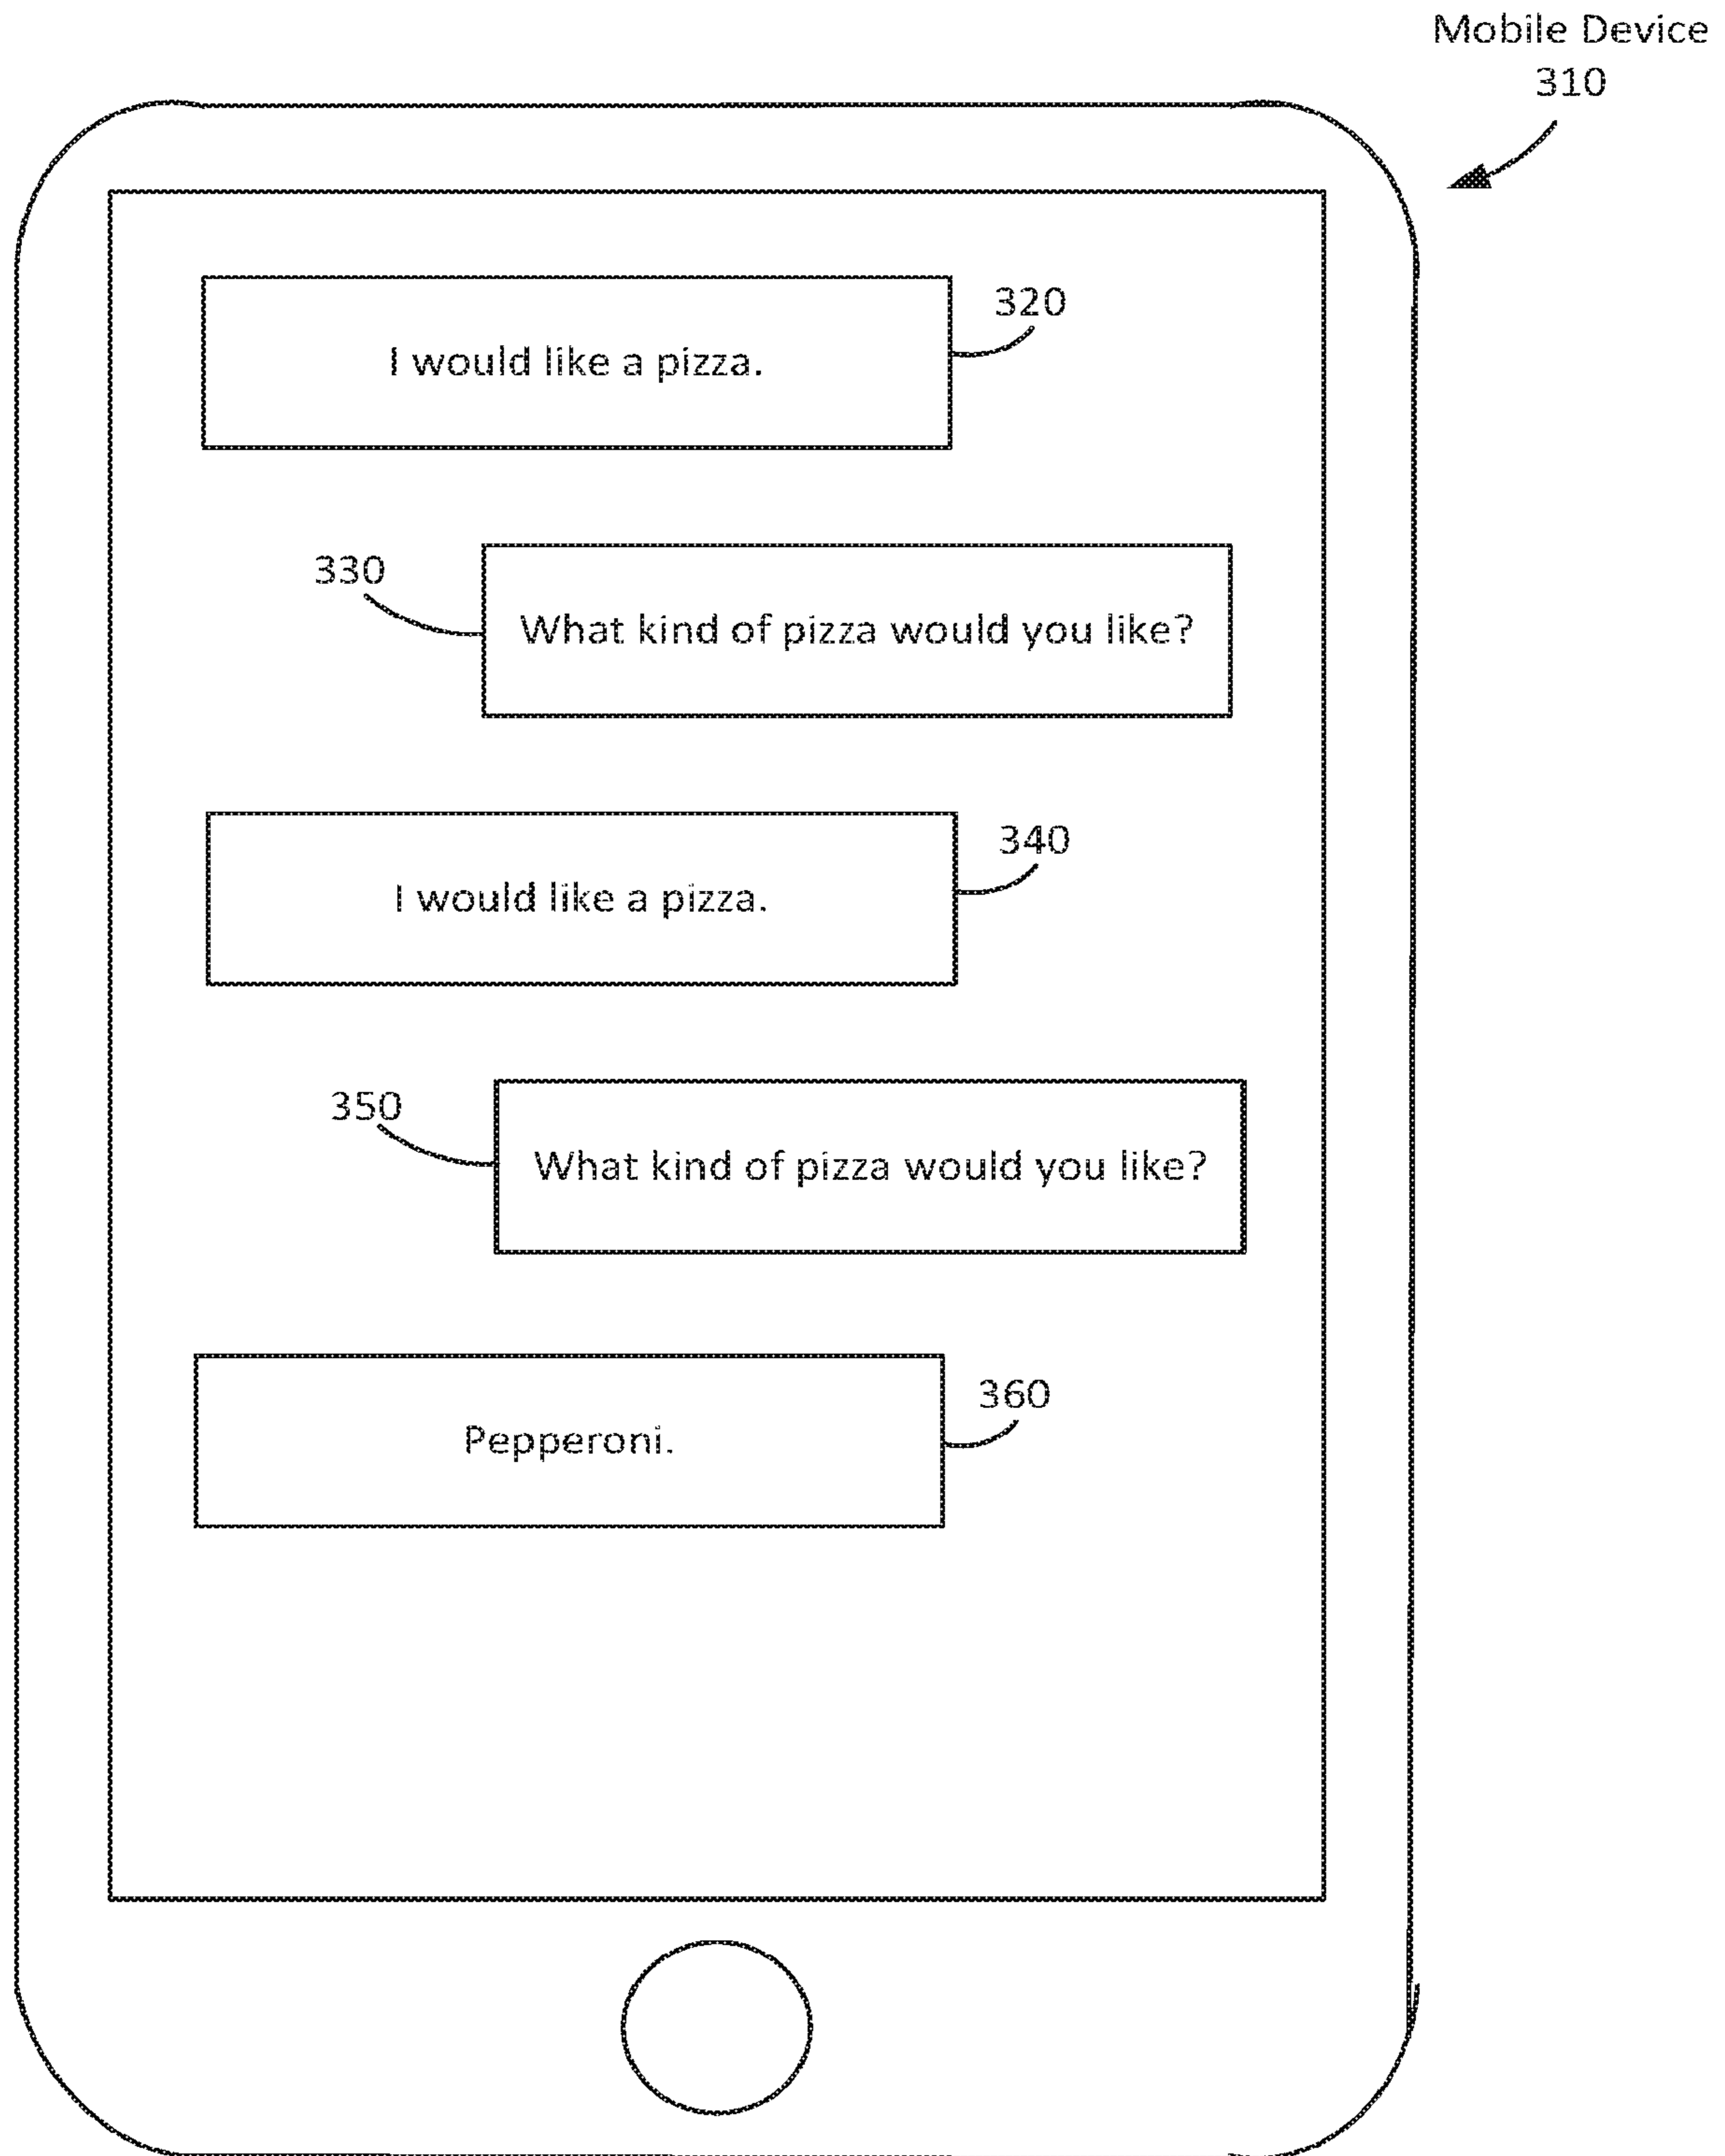 Mobile Device
310
I would like a pizza.
320
330
What kind of pizza would you like?
I would like a pizza.
340
350
What kind of pizza would you like?
Pepperoni.
360